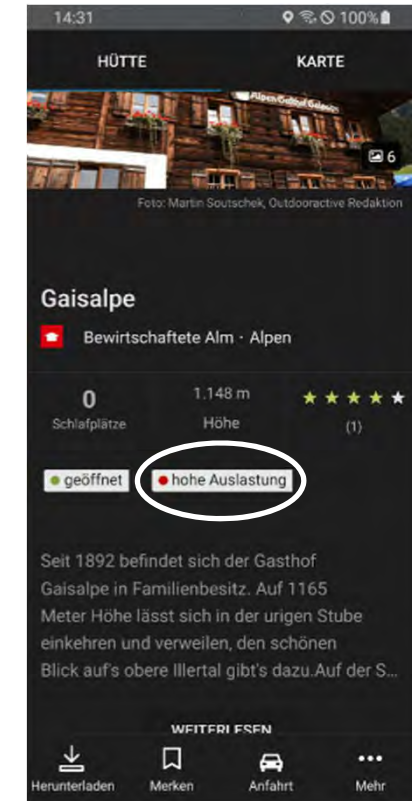 14:31 100%
HÜTTE KARTE
Alpen Gasthof Gaisalpe
6
Foto: Martin Soutschek, Outdooractive Redaktion
Gaisalpe
Bewirtschaftete Alm · Alpen
0 1.148 m
Schlafplätze Höhe (1)
geöffnet hohe Auslastung
Seit 1892 befindet sich der Gasthof
Gaisalpe in Familienbesitz. Auf 1165
Meter Höhe lässt sich in der urigen Stube
einkehren und verweilen, den schönen
Blick auf's obere Illertal gibt's dazu.Auf der S...
WEITERLESEN
Herunterladen Merken Anfahrt Mehr